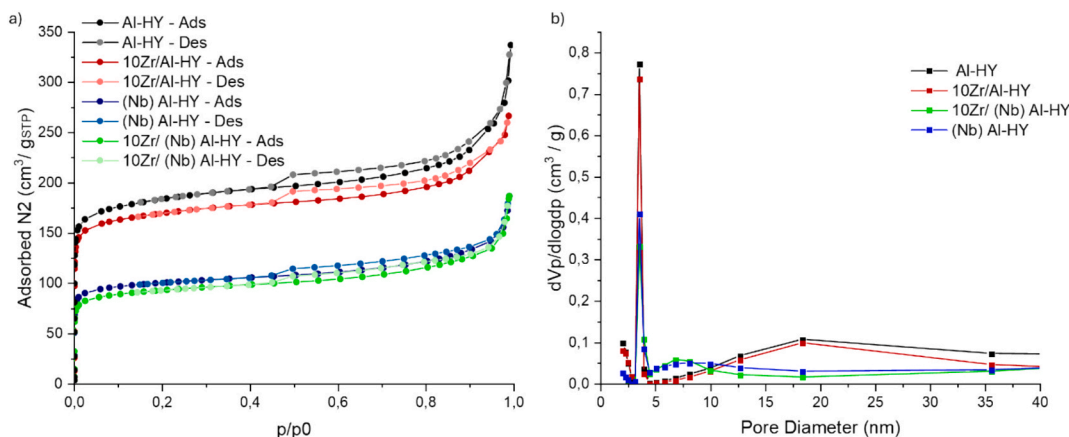 a)
Al-HY - Ads
Al-HY - Des
10Zr/Al-HY - Ads
10Zr/Al-HY - Des
(Nb) Al-HY - Ads
(Nb) Al-HY - Des
10Zr/ (Nb) Al-HY - Ads
10Zr/ (Nb) Al-HY - Des
Adsorbed N2 (cm³/ gSTP)
350
300
250
200
150
100
50
0
0,0
0,2
0,4
0,6
0,8
1,0
p/p0
b)
Al-HY
10Zr/Al-HY
10Zr/ (Nb) Al-HY
(Nb) Al-HY
dVp/dlogdp (cm³ / g)
0,8
0,7
0,6
0,5
0,4
0,3
0,2
0,1
0,0
0
5
10
15
20
25
30
35
40
Pore Diameter (nm)